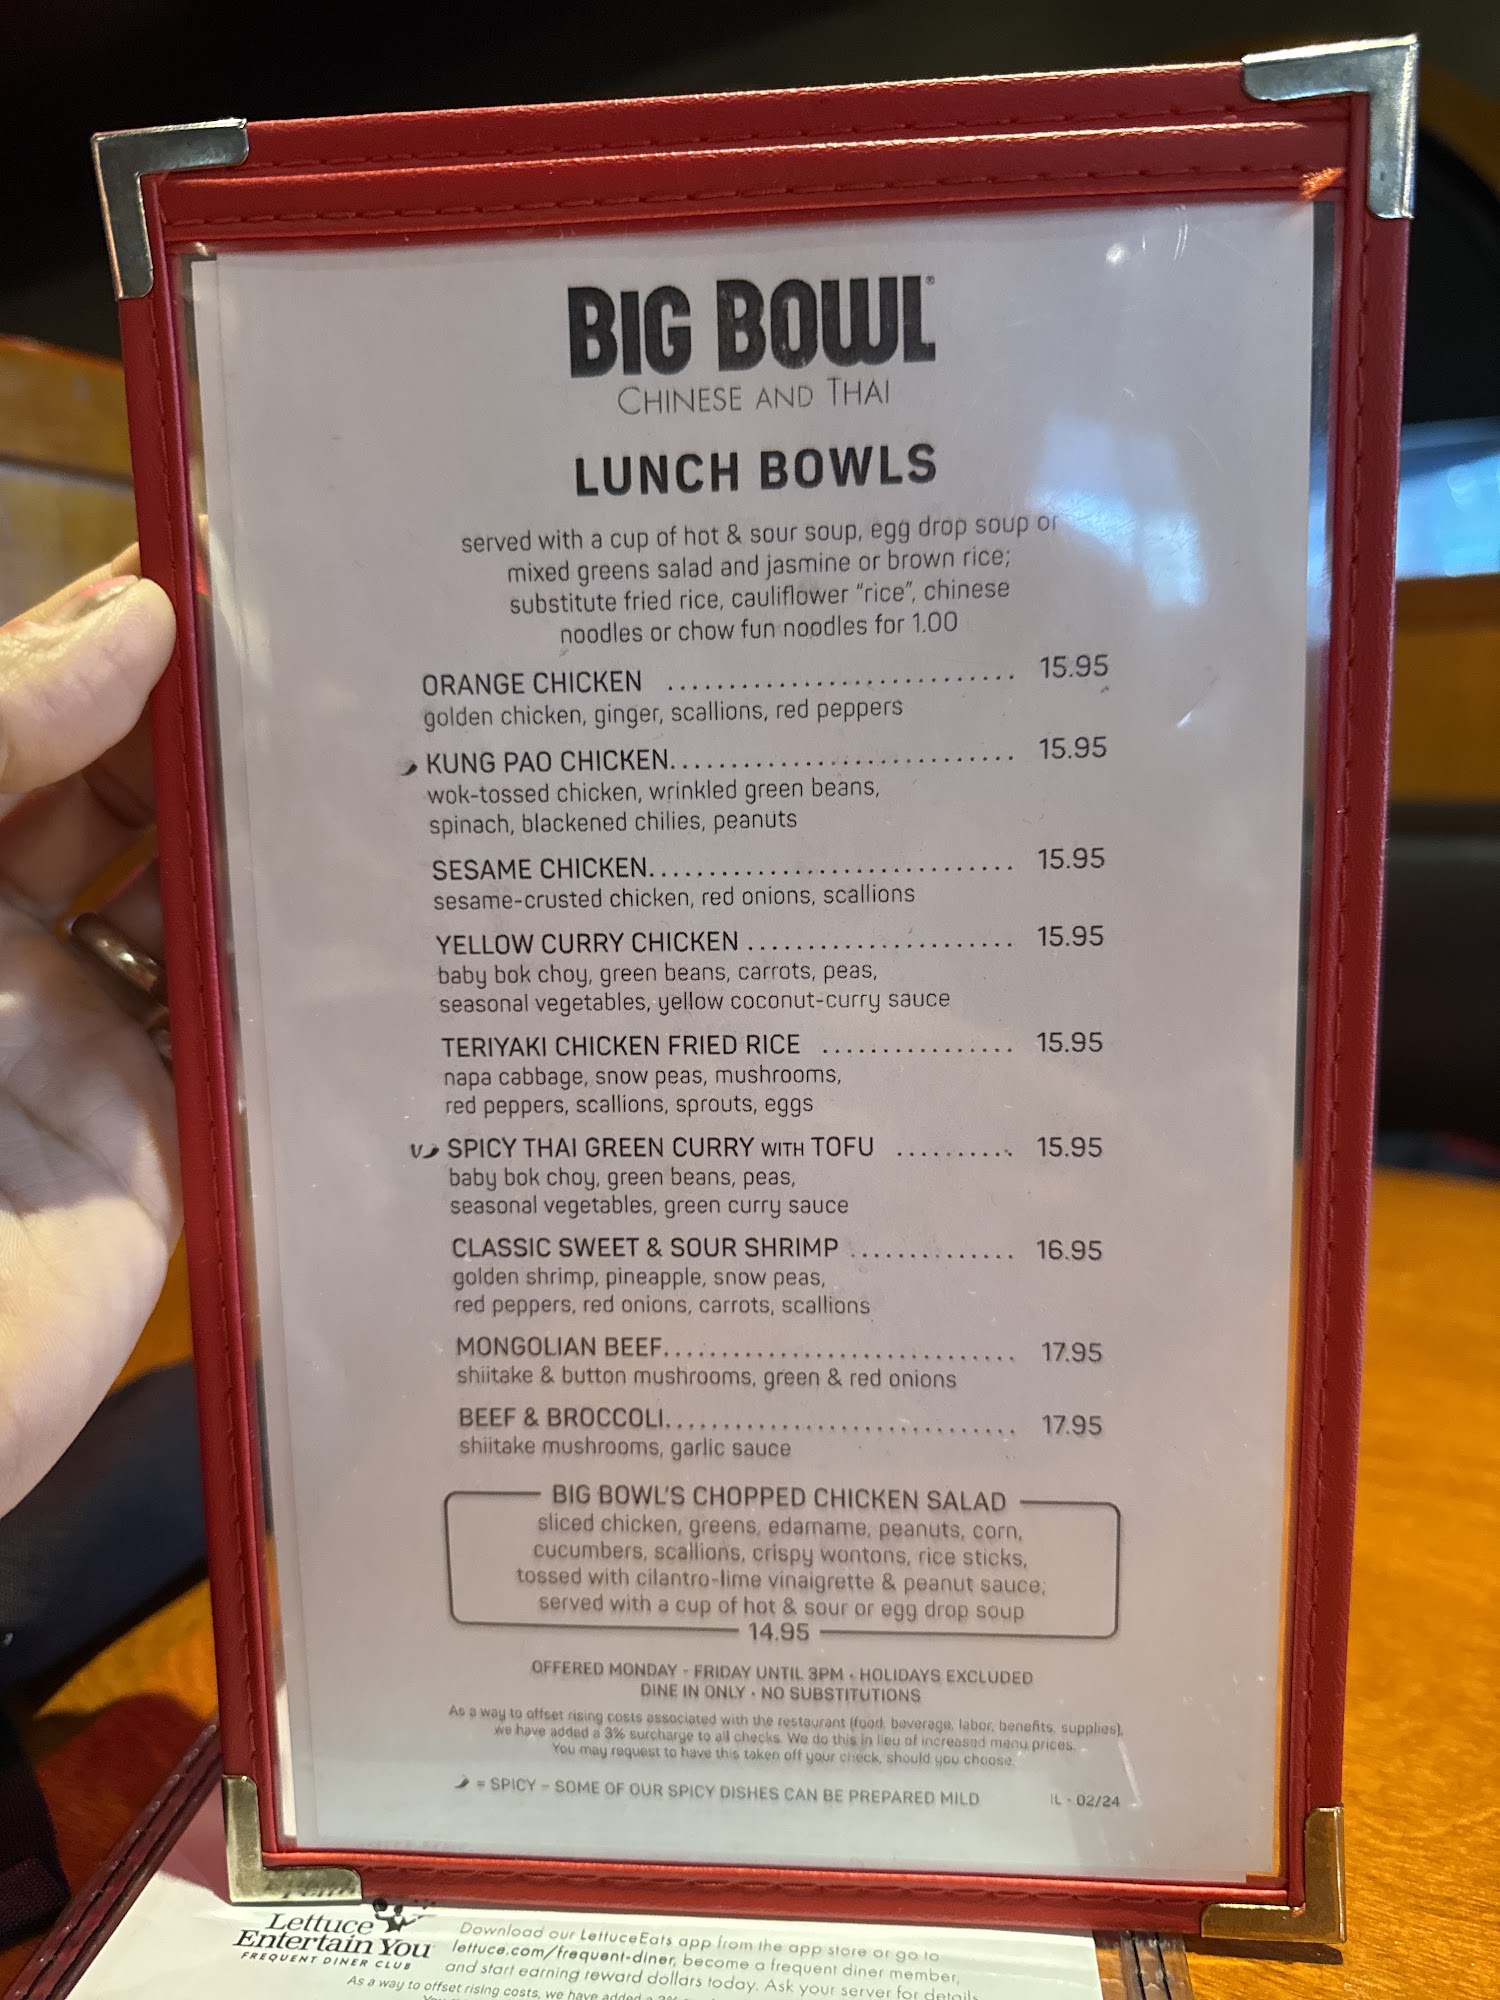 BIG BOWL®
CHINESE AND THAI
LUNCH BOWLS
served with a cup of hot & sour soup, egg drop soup or
mixed greens salad and jasmine or brown rice;
substitute fried rice, cauliflower "rice", chinese
noodles or chow fun noodles for 1.00
ORANGE CHICKEN ............................ 15.95
golden chicken, ginger, scallions, red peppers
KUNG PAO CHICKEN............................ 15.95
wok-tossed chicken, wrinkled green beans,
spinach, blackened chilies, peanuts
SESAME CHICKEN.............................. 15.95
sesame-crusted chicken, red onions, scallions
YELLOW CURRY CHICKEN ...................... 15.95
baby bok choy, green beans, carrots, peas,
seasonal vegetables, yellow coconut-curry sauce
TERIYAKI CHICKEN FRIED RICE ................ 15.95
napa cabbage, snow peas, mushrooms,
red peppers, scallions, sprouts, eggs
V SPICY THAI GREEN CURRY WITH TOFU .......... 15.95
baby bok choy, green beans, peas,
seasonal vegetables, green curry sauce
CLASSIC SWEET & SOUR SHRIMP .............. 16.95
golden shrimp, pineapple, snow peas,
red peppers, red onions, carrots, scallions
MONGOLIAN BEEF.............................. 17.95
shiitake & button mushrooms, green & red onions
BEEF & BROCCOLI.............................. 17.95
shiitake mushrooms, garlic sauce
BIG BOWL'S CHOPPED CHICKEN SALAD
sliced chicken, greens, edamame, peanuts, corn,
cucumbers, scallions, crispy wontons, rice sticks,
tossed with cilantro-lime vinaigrette & peanut sauce;
served with a cup of hot & sour or egg drop soup
14.95
OFFERED MONDAY - FRIDAY UNTIL 3PM • HOLIDAYS EXCLUDED
DINE IN ONLY • NO SUBSTITUTIONS
As a way to offset rising costs associated with the restaurant (food, beverage, labor, benefits, supplies),
we have added a 3% surcharge to all checks. We do this in lieu of increased menu prices.
You may request to have this taken off your check, should you choose.
= SPICY – SOME OF OUR SPICY DISHES CAN BE PREPARED MILD IL - 02/24
Lettuce
Entertain You
FREQUENT DINER CLUB
Download our LettuceEats app from the app store or go to
lettuce.com/frequent-diner, become a frequent diner member,
and start earning reward dollars today. Ask your server for details.
As a way to offset rising costs, we have added a 3%